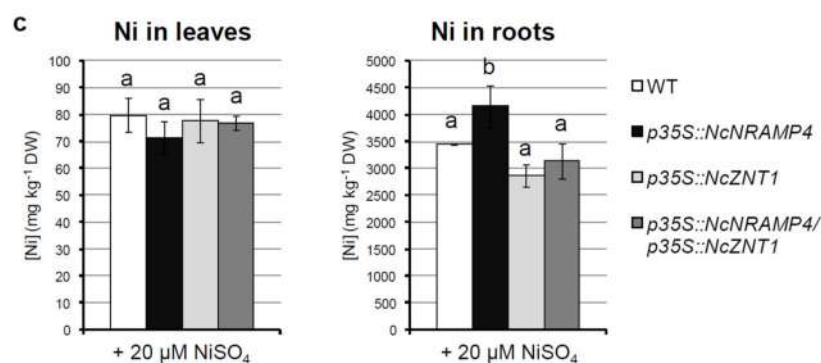 c
Ni in leaves
[Ni] (mg kg-1 DW)
100
90
80
70
60
50
40
30
20
10
0
a
a
a
a
+ 20 µM NiSO4
Ni in roots
[Ni] (mg kg-1 DW)
5000
4500
4000
3500
3000
2500
2000
1500
1000
500
0
a
b
a
a
+ 20 µM NiSO4
WT
p35S::NcNRAMP4
p35S::NcZNT1
p35S::NcNRAMP4/
p35S::NcZNT1